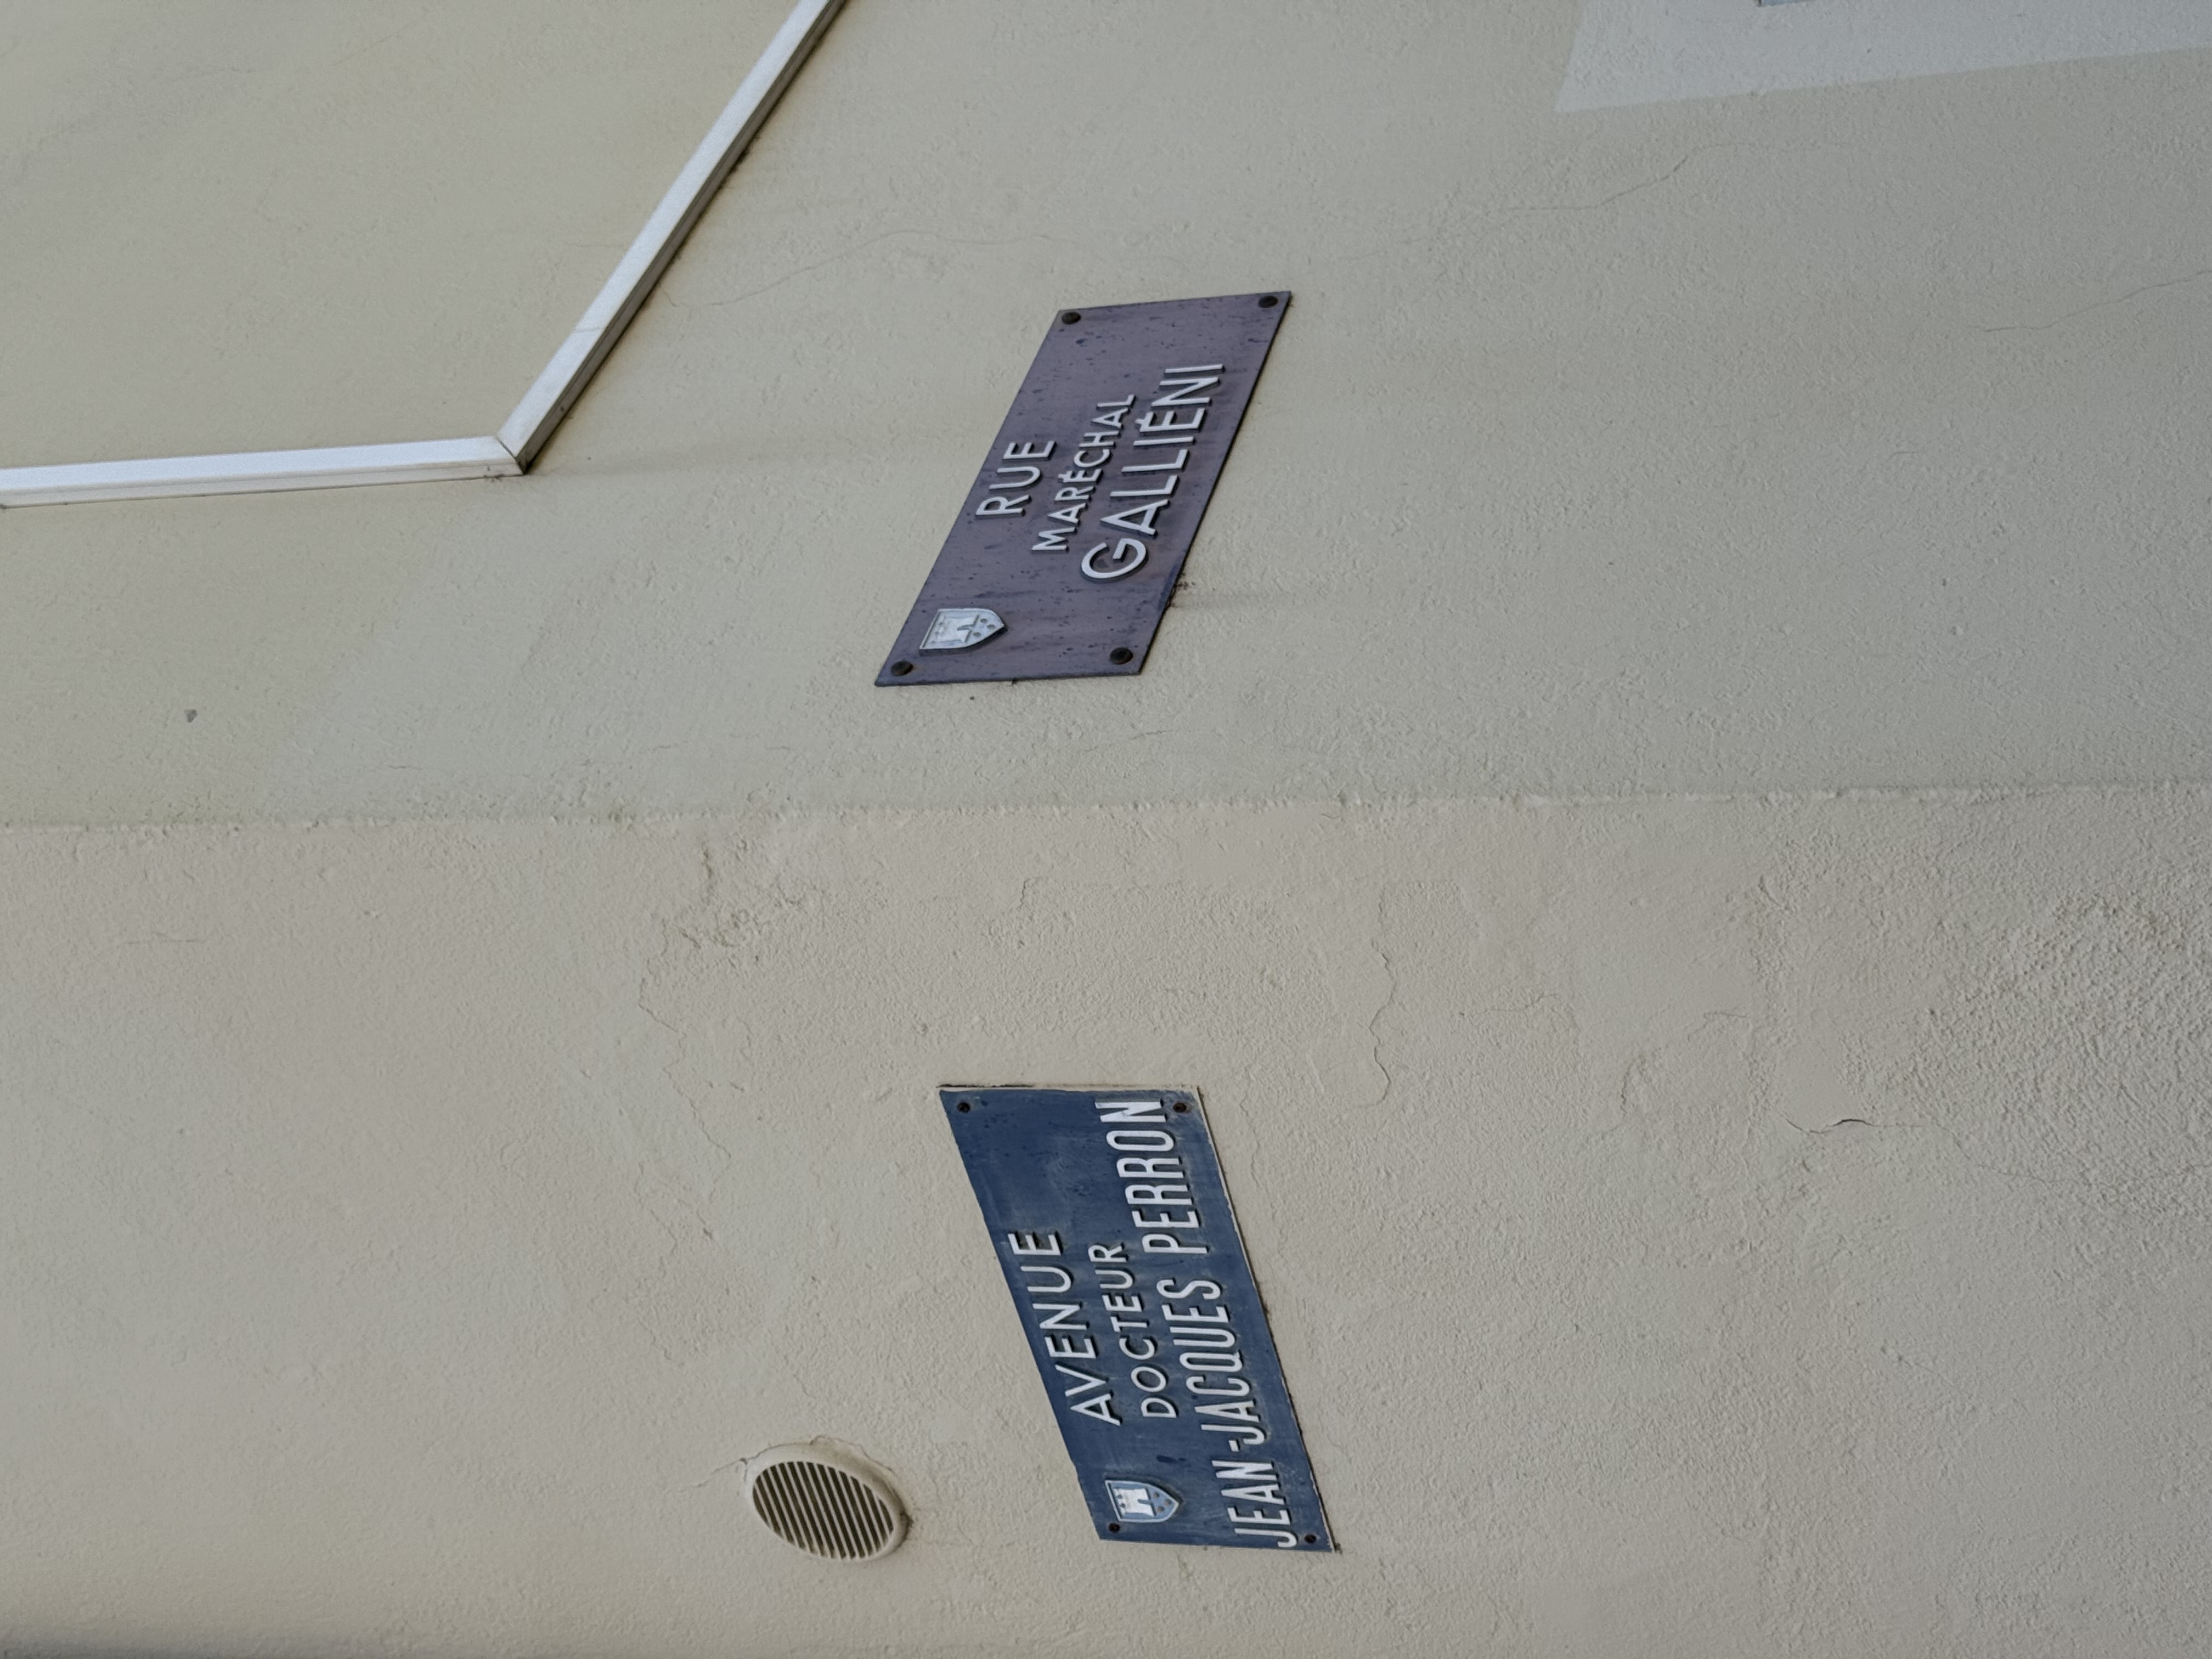 AVENUE
DOCTEUR
JEAN-JACQUES PERRON
RUE
MARÉCHAL
GALLIÉNI